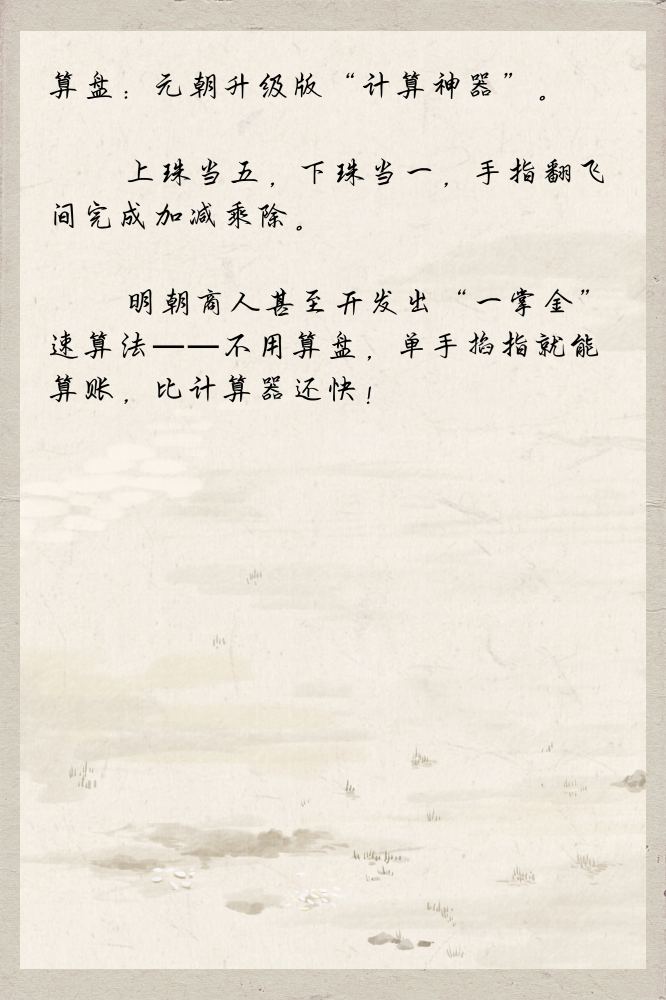 算盘：元朝升级版“计算神器”。
上珠当五，下珠当一，手指翻飞
间完成加减乘除。
明朝商人甚至开发出“一掌金”
速算法——不用算盘，单手掐指就能
算账，比计算器还快！